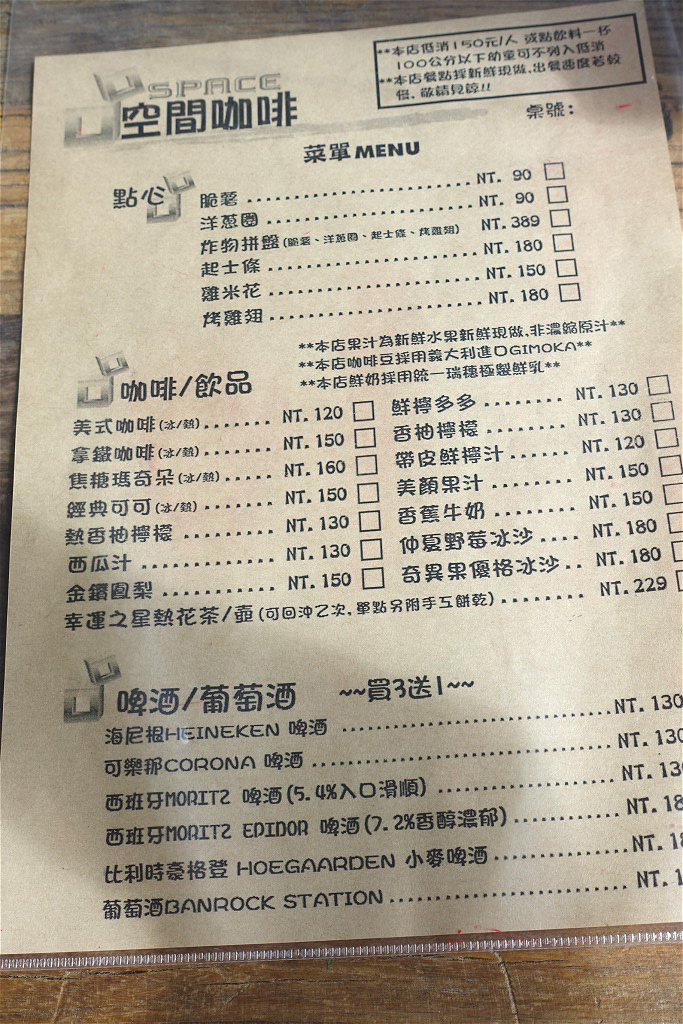 **本店低消150元/人 或點飲料一杯
100公分以下幼童可不列入低消
**本店餐點採新鮮現做,出餐速度若較
慢, 敬請見諒!!
SPACE
空間咖啡
桌號:
菜單MENU
點心
脆薯 NT. 90
洋蔥圈 NT. 90
炸物拼盤(脆薯、洋蔥圈、起士條、烤雞翅) NT.389
起士條 NT. 180
雞米花 NT. 150
烤雞翅 NT. 180
**本店果汁為新鮮水果新鮮現做,非濃縮原汁**
**本店咖啡豆採用義大利進口GIMOKA**
**本店鮮奶採用統一瑞穗極製鮮乳**
咖啡/飲品
美式咖啡(冰/熱) NT. 120
拿鐵咖啡(冰/熱) NT. 150
焦糖瑪奇朵(冰/熱) NT. 160
經典可可(冰/熱) NT. 150
熱香柚檸檬 NT. 130
西瓜汁 NT. 130
金鑽鳳梨 NT. 150
鮮檸多多 NT. 130
香柚檸檬 NT. 130
帶皮鮮檸汁 NT. 120
美顏果汁 NT. 150
香蕉牛奶 NT. 150
仲夏野莓冰沙 NT. 180
奇異果優格冰沙 NT. 180
幸運之星熱花茶/壺(可回沖乙次,單點另附手工餅乾) NT. 229
啤酒/葡萄酒 ~~買3送1~~
海尼根HEINEKEN 啤酒 NT. 130
可樂那CORONA 啤酒 NT. 130
西班牙MORITZ 啤酒(5.4%入口滑順) NT. 13
西班牙MORITZ EPIDOR 啤酒(7.2%香醇濃郁) NT. 18
比利時豪格登 HOEGAARDEN 小麥啤酒 NT. 1
葡萄酒BANROCK STATION NT. 1